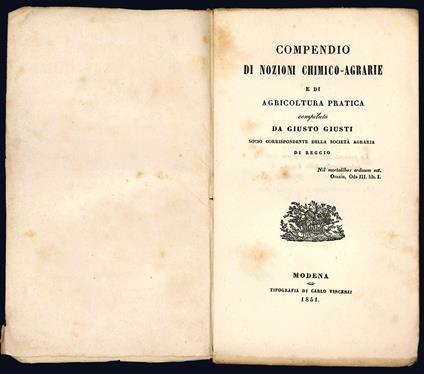 COMPENDIO
DI NOZIONI CHIMICO-AGRARIE
E DI
AGRICOLTURA PRATICA
compilato
DA GIUSTO GIUSTI
SOCIO CORRISPONDENTE DELLA SOCIETÀ AGRARIA
DI REGGIO
Nil mortalibus arduum est.
Orazio, Ode III. lib. I.
MODENA
TIPOGRAFIA DI CARLO VINCENZI
1851.